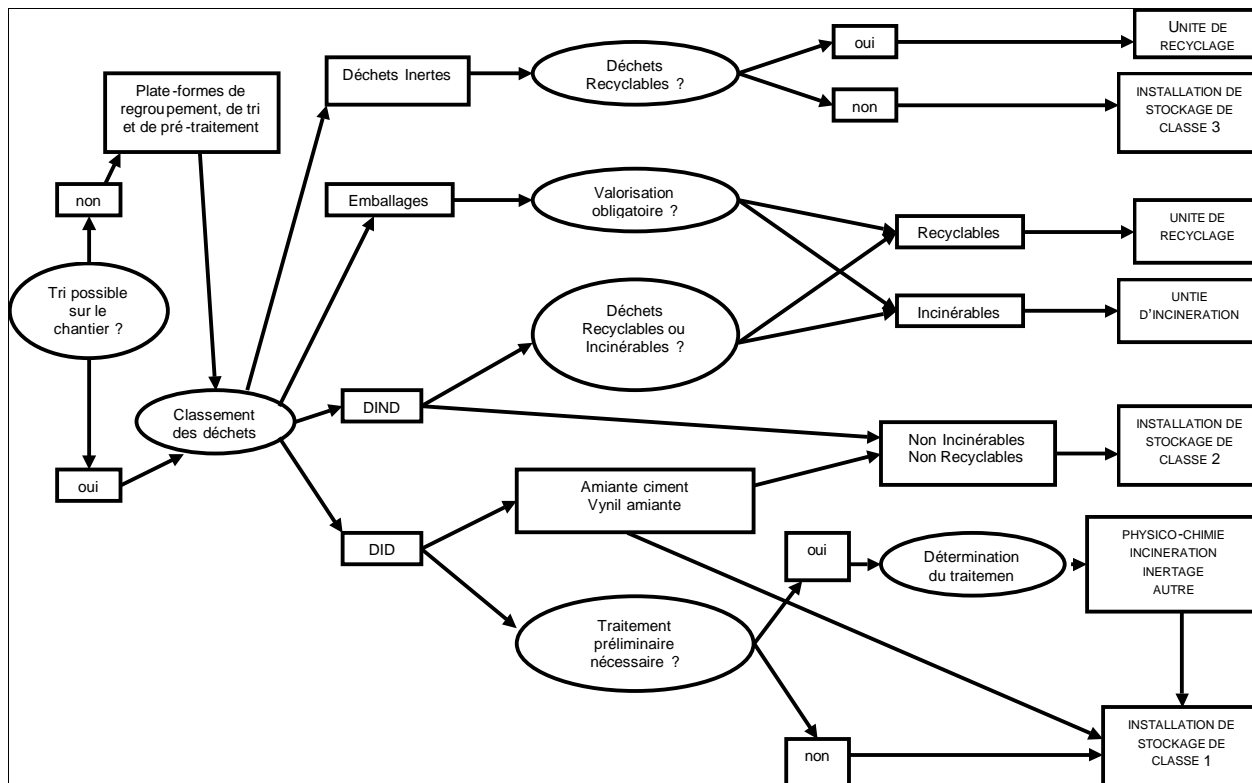 Plate-formes de
regroupement, de tri
et de pré-traitement
non
Tri possible
sur le
chantier ?
oui
Classement
des déchets
Déchets Inertes
Déchets
Recyclables ?
oui
UNITE DE
RECYCLAGE
non
INSTALLATION DE
STOCKAGE DE
CLASSE 3
Emballages
Valorisation
obligatoire ?
Recyclables
UNITE DE
RECYCLAGE
Déchets
Recyclables ou
Incinérables ?
Incinérables
UNTIE
D'INCINERATION
DIND
Non Incinérables
Non Recyclables
INSTALLATION DE
STOCKAGE DE
CLASSE 2
DID
Amiante ciment
Vynil amiante
oui
Détermination
du traitemen
PHYSICO-CHIMIE
INCINERATION
INERTAGE
AUTRE
Traitement
préliminaire
nécessaire ?
non
INSTALLATION DE
STOCKAGE DE
CLASSE 1